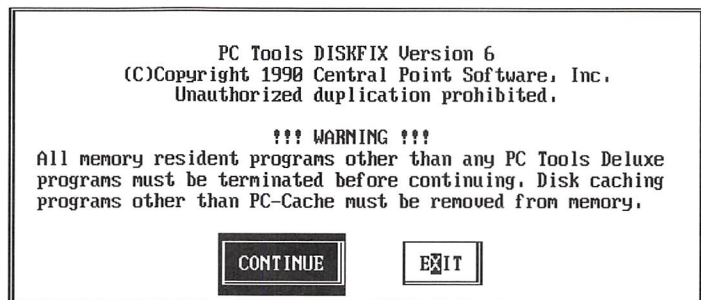 PC Tools DISKFIX Version 6
(C)Copyright 1990 Central Point Software, Inc.
Unauthorized duplication prohibited.
!!! WARNING !!!
All memory resident programs other than any PC Tools Deluxe
programs must be terminated before continuing. Disk caching
programs other than PC-Cache must be removed from memory.
CONTINUE EXIT